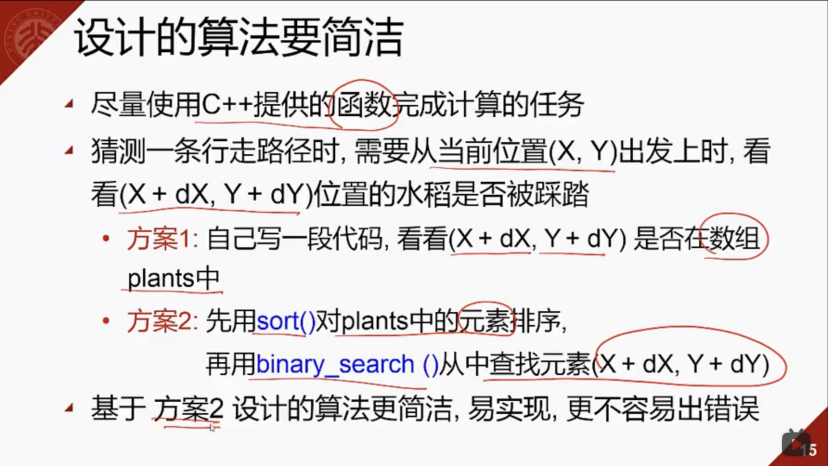 设计的算法要简洁
尽量使用C++提供的函数完成计算的任务
猜测一条行走路径时, 需要从当前位置(X, Y)出发上时, 看
看(X + dX, Y + dY)位置的水稻是否被踩踏
方案1: 自己写一段代码, 看看(X + dX, Y + dY) 是否在数组
plants中
方案2: 先用sort()对plants中的元素排序,
再用binary_search ()从中查找元素(X + dX, Y + dY)
基于 方案2 设计的算法更简洁, 易实现, 更不容易出错误
15